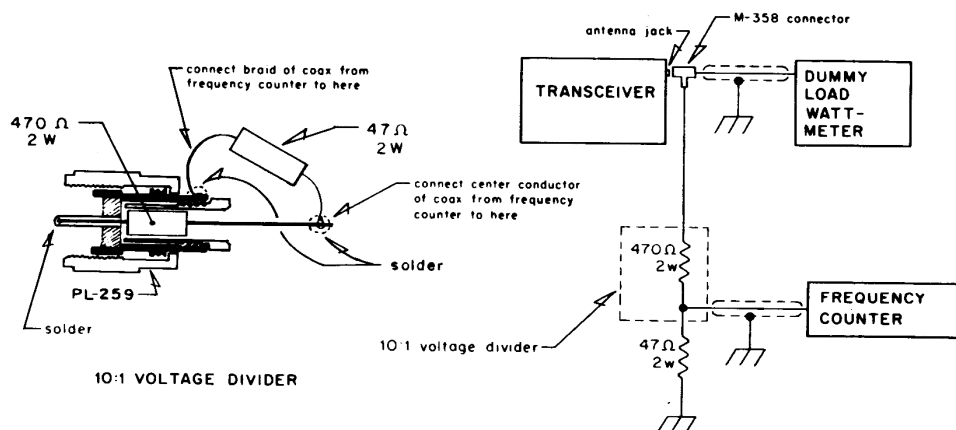 connect braid of coax from
frequency counter to here
470 Ω
2 W
47 Ω
2 W
connect center conductor
of coax from frequency
counter to here
solder
PL-259
solder
10:1 VOLTAGE DIVIDER
M-358 connector
antenna jack
TRANSCEIVER
DUMMY
LOAD
WATT-
METER
470Ω
2w
FREQUENCY
COUNTER
10:1 voltage divider
47Ω
2w